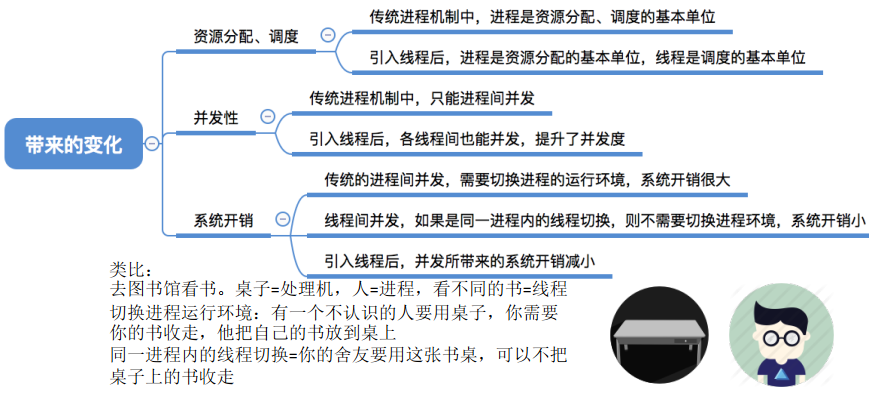 带来的变化
资源分配、调度
传统进程机制中，进程是资源分配、调度的基本单位
引入线程后，进程是资源分配的基本单位，线程是调度的基本单位
并发性
传统进程机制中，只能进程间并发
引入线程后，各线程间也能并发，提升了并发度
系统开销
传统的进程间并发，需要切换进程的运行环境，系统开销很大
线程间并发，如果是同一进程内的线程切换，则不需要切换进程环境，系统开销小
引入线程后，并发所带来的系统开销减小
类比：
去图书馆看书。桌子=处理机，人=进程，看不同的书=线程
切换进程运行环境：有一个不认识的人要用桌子，你需要
你的书收走，他把自己的书放到桌上
同一进程内的线程切换=你的舍友要用这张书桌，可以不把
桌子上的书收走